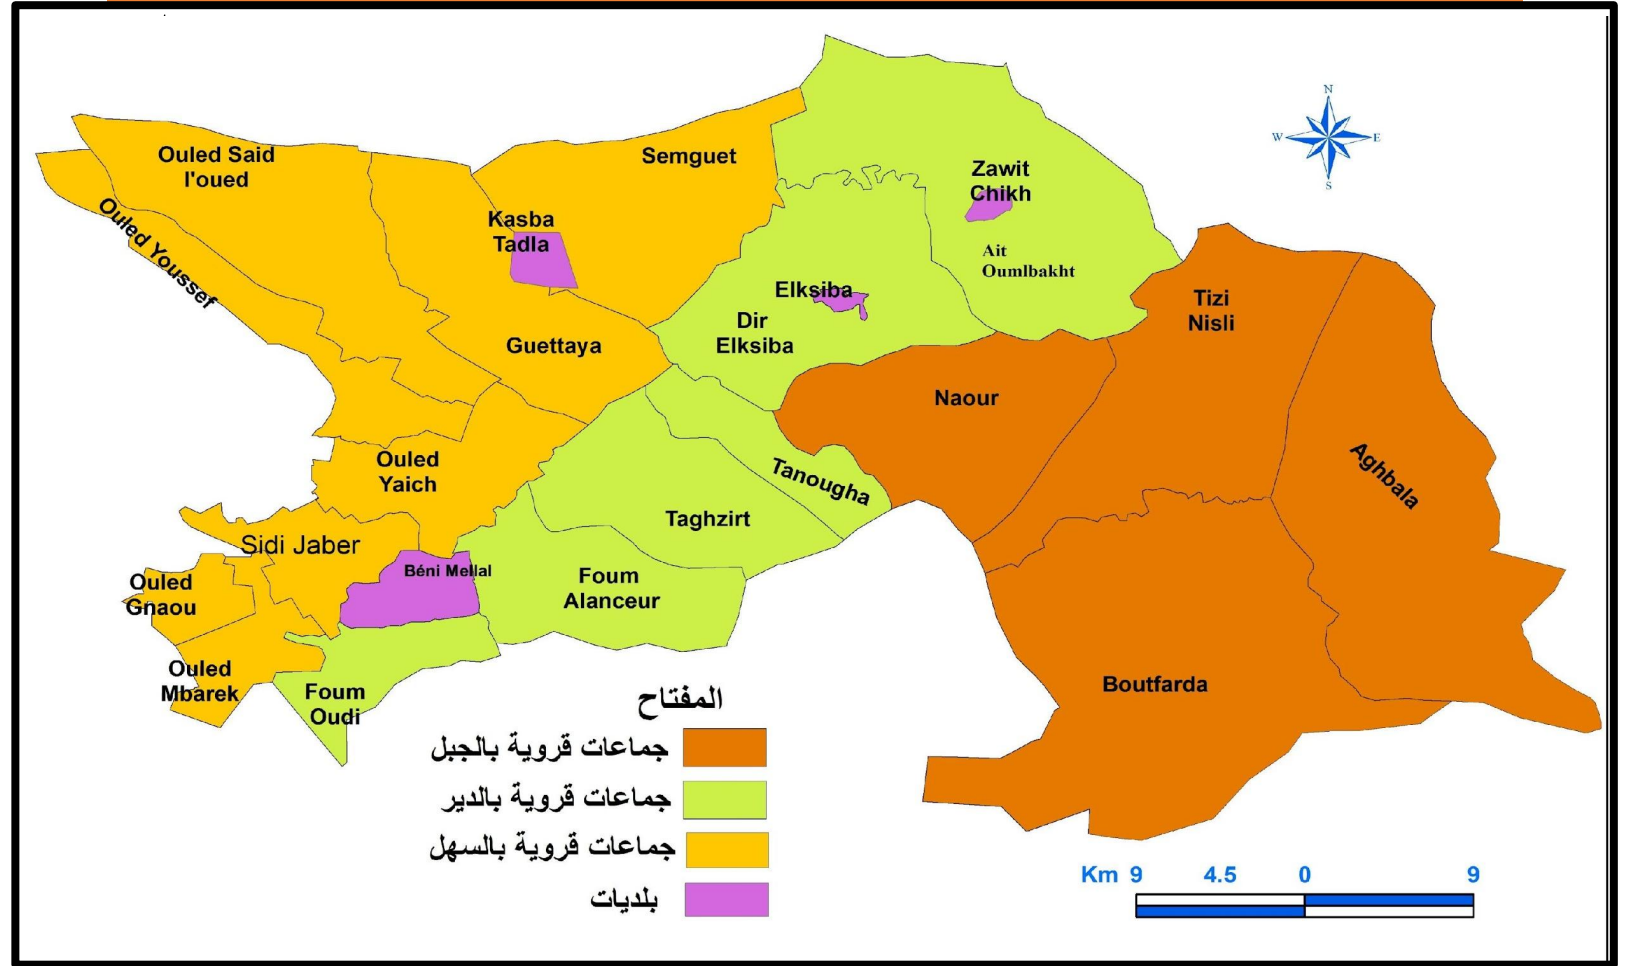 N
W
E
S
Ouled Said
l'oued
Semguet
Zawit
Chikh
Kasba
Tadla
Ouled Youssef
Ait
Oumlbakht
Elksiba
Dir
Elksiba
Tizi
Nisli
Guettaya
Naour
Aghbala
Ouled
Yaich
Tanougha
Taghzirt
Sidi Jaber
Béni Mellal
Ouled
Gnaou
Foum
Alanceur
Ouled
Mbarek
Foum
Oudi
Boutfarda
المفتاح
جماعات قروية بالجبل
جماعات قروية بالدير
جماعات قروية بالسهل
بلديات
Km 9 4.5 0 9